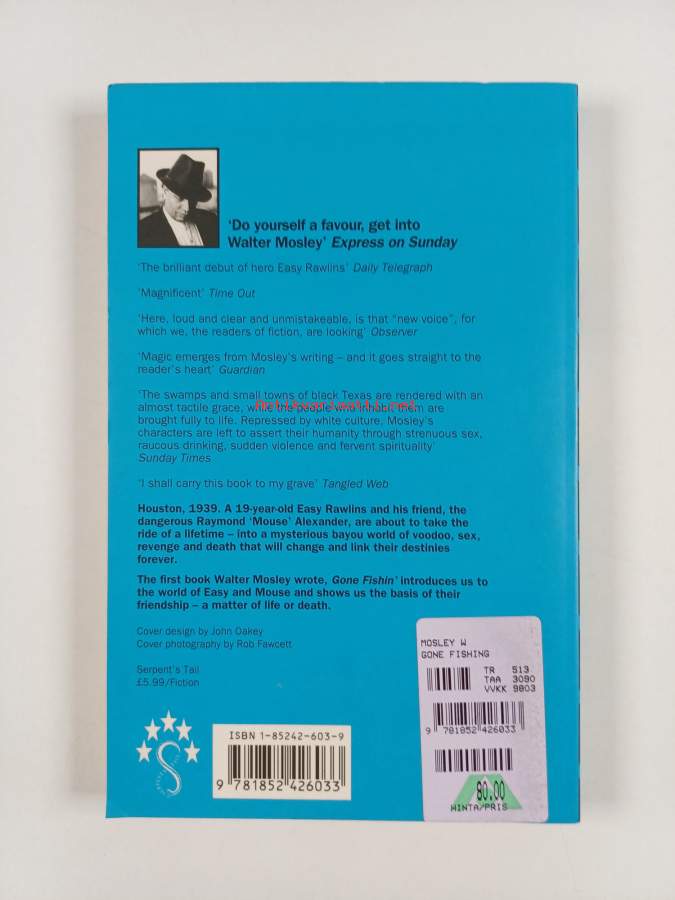 'Do yourself a favour, get into
Walter Mosley' Express on Sunday
'The brilliant debut of hero Easy Rawlins' Daily Telegraph
'Magnificent' Time Out
'Here, loud and clear and unmistakeable, is that "new voice", for
which we, the readers of fiction, are looking' Observer
'Magic emerges from Mosley's writing – and it goes straight to the
reader's heart' Guardian
'The swamps and small towns of black Texas are rendered with an
almost tactile grace, while the people who inhabit them are
brought fully to life. Repressed by white culture, Mosley's
characters are left to assert their humanity through strenuous sex,
raucous drinking, sudden violence and fervent spirituality'
Sunday Times
'I shall carry this book to my grave' Tangled Web
Houston, 1939. A 19-year-old Easy Rawlins and his friend, the
dangerous Raymond 'Mouse' Alexander, are about to take the
ride of a lifetime – into a mysterious bayou world of voodoo, sex,
revenge and death that will change and link their destinies
forever.
The first book Walter Mosley wrote, Gone Fishin' introduces us to
the world of Easy and Mouse and shows us the basis of their
friendship – a matter of life or death.
Cover design by John Oakey
Cover photography by Rob Fawcett
Serpent's Tail
£5.99/Fiction
ISBN 1-85242-603-9
9 781852 426033
MOSLEY W
GONE FISHING
TR 513
TAA 3090
VVKK 9803
9 781852 426033
80.00
HINTA/PRIS